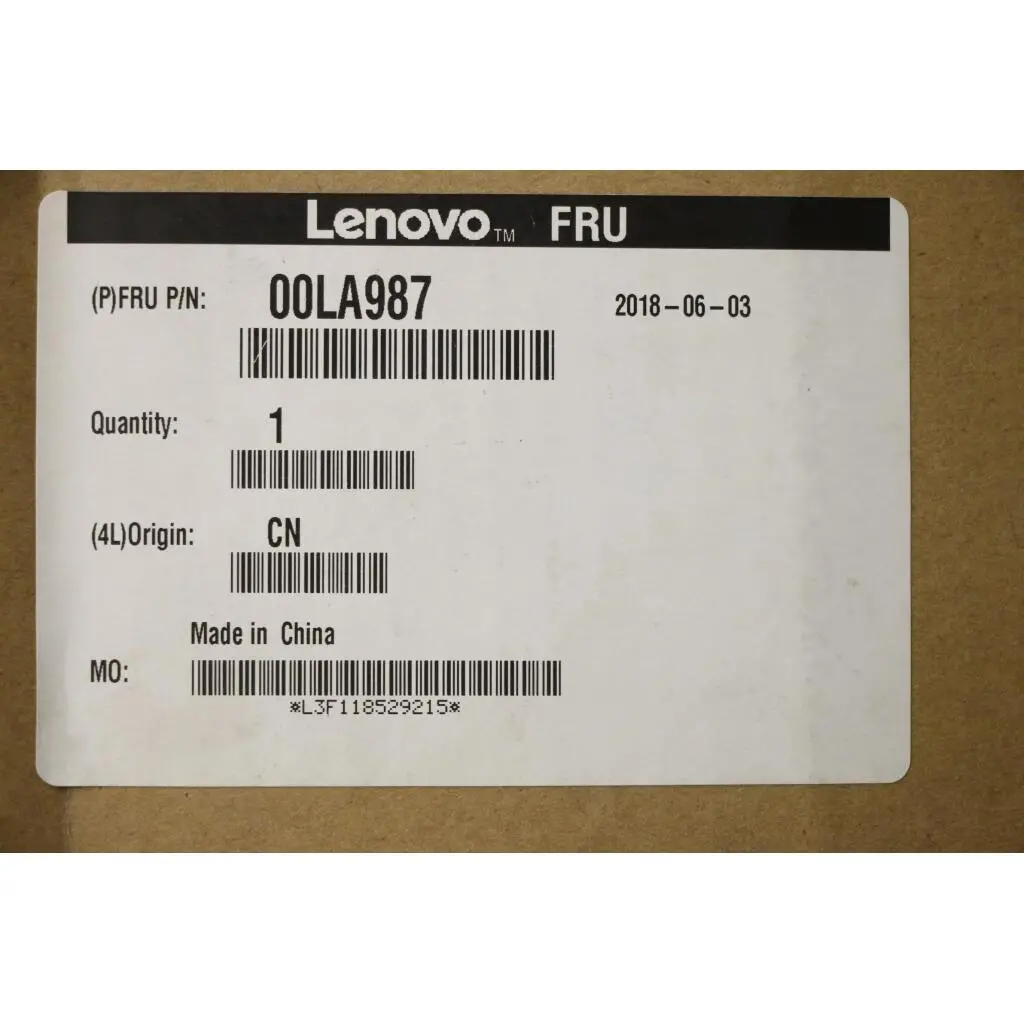 Lenovo™ FRU
(P)FRU P/N: 00LA987 2018-06-03
Quantity: 1
(4L)Origin: CN
Made in China
MO:
*L3F118529215*